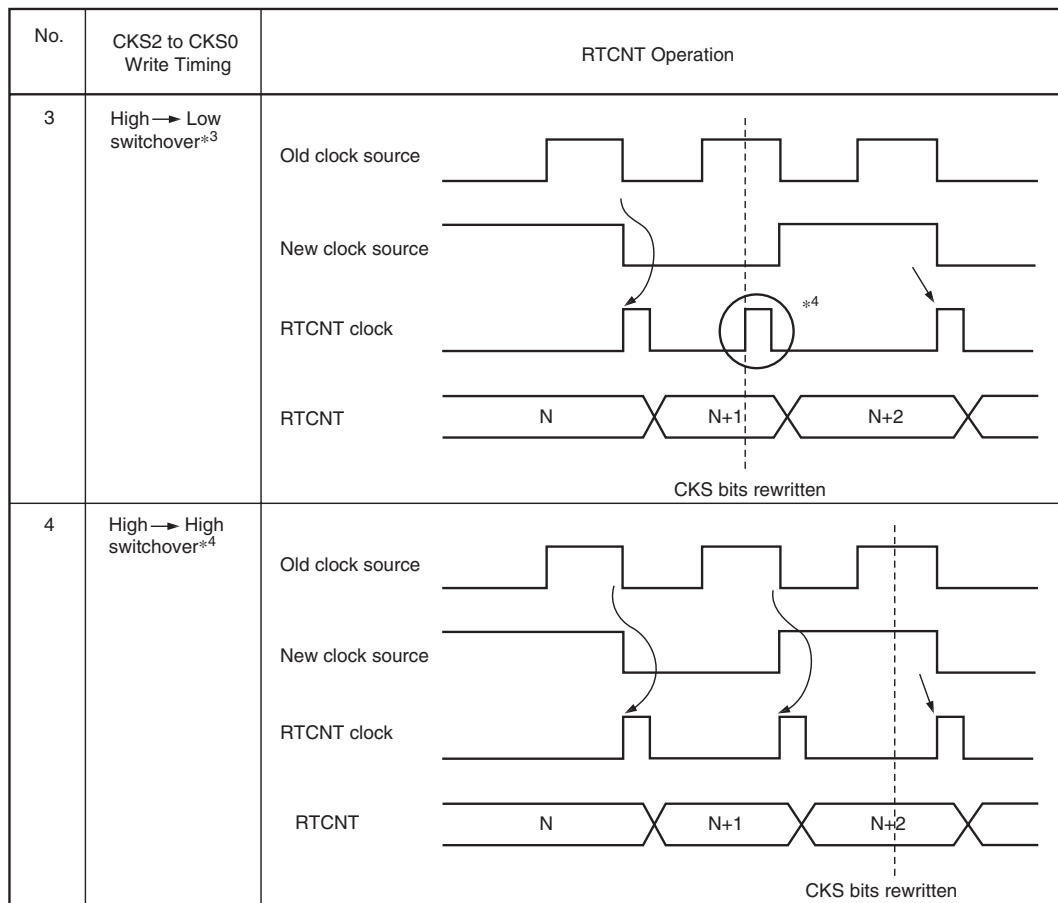 No.
CKS2 to CKS0
Write Timing
RTCNT Operation
3
High → Low
switchover*3
Old clock source
New clock source
RTCNT clock
*4
RTCNT
N
N+1
N+2
CKS bits rewritten
4
High → High
switchover*4
Old clock source
New clock source
RTCNT clock
RTCNT
N
N+1
N+2
CKS bits rewritten